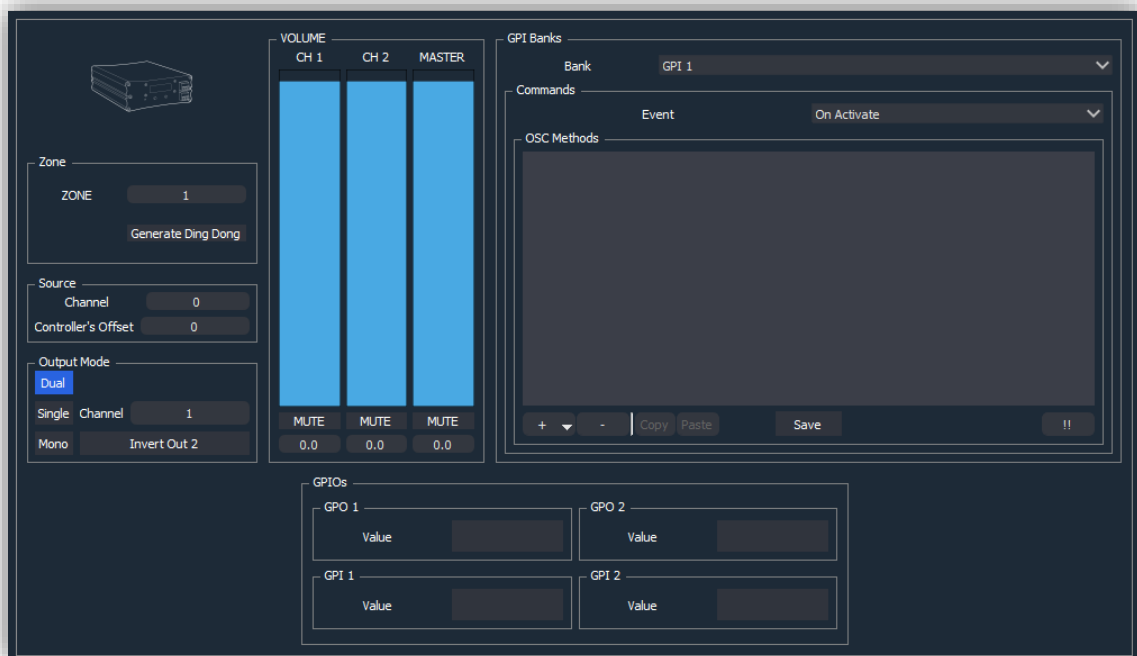 Zone
ZONE 1
Generate Ding Dong
Source
Channel 0
Controller's Offset 0
Output Mode
Dual
Single Channel 1
Mono Invert Out 2
VOLUME
CH 1 CH 2 MASTER
MUTE MUTE MUTE
0.0 0.0 0.0
GPI Banks
Bank GPI 1
Commands
Event On Activate
OSC Methods
+ - Copy Paste Save !!
GPIOs
GPO 1
Value
GPO 2
Value
GPI 1
Value
GPI 2
Value